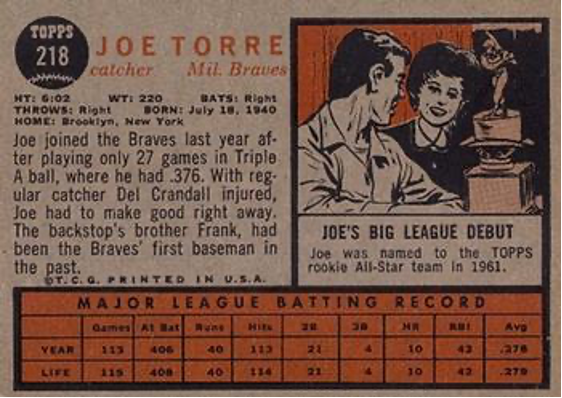 TOPPS
218
JOE TORRE
catcher Mil. Braves
HT: 6:02 WT: 220 BATS: Right
THROWS: Right BORN: July 18, 1940
HOME: Brooklyn, New York
Joe joined the Braves last year af-
ter playing only 27 games in Triple
A ball, where he had .376. With reg-
ular catcher Del Crandall injured,
Joe had to make good right away.
The backstop's brother Frank, had
been the Braves' first baseman in
the past.
©T.C.G. PRINTED IN U.S.A.
JOE'S BIG LEAGUE DEBUT
Joe was named to the TOPPS
rookie All-Star team in 1961.
MAJOR LEAGUE BATTING RECORD
Games At Bat Runs Hits 2B 3B HR RBI Avg
YEAR 113 406 40 113 21 4 10 42 .278
LIFE 115 408 40 114 21 4 10 42 .279